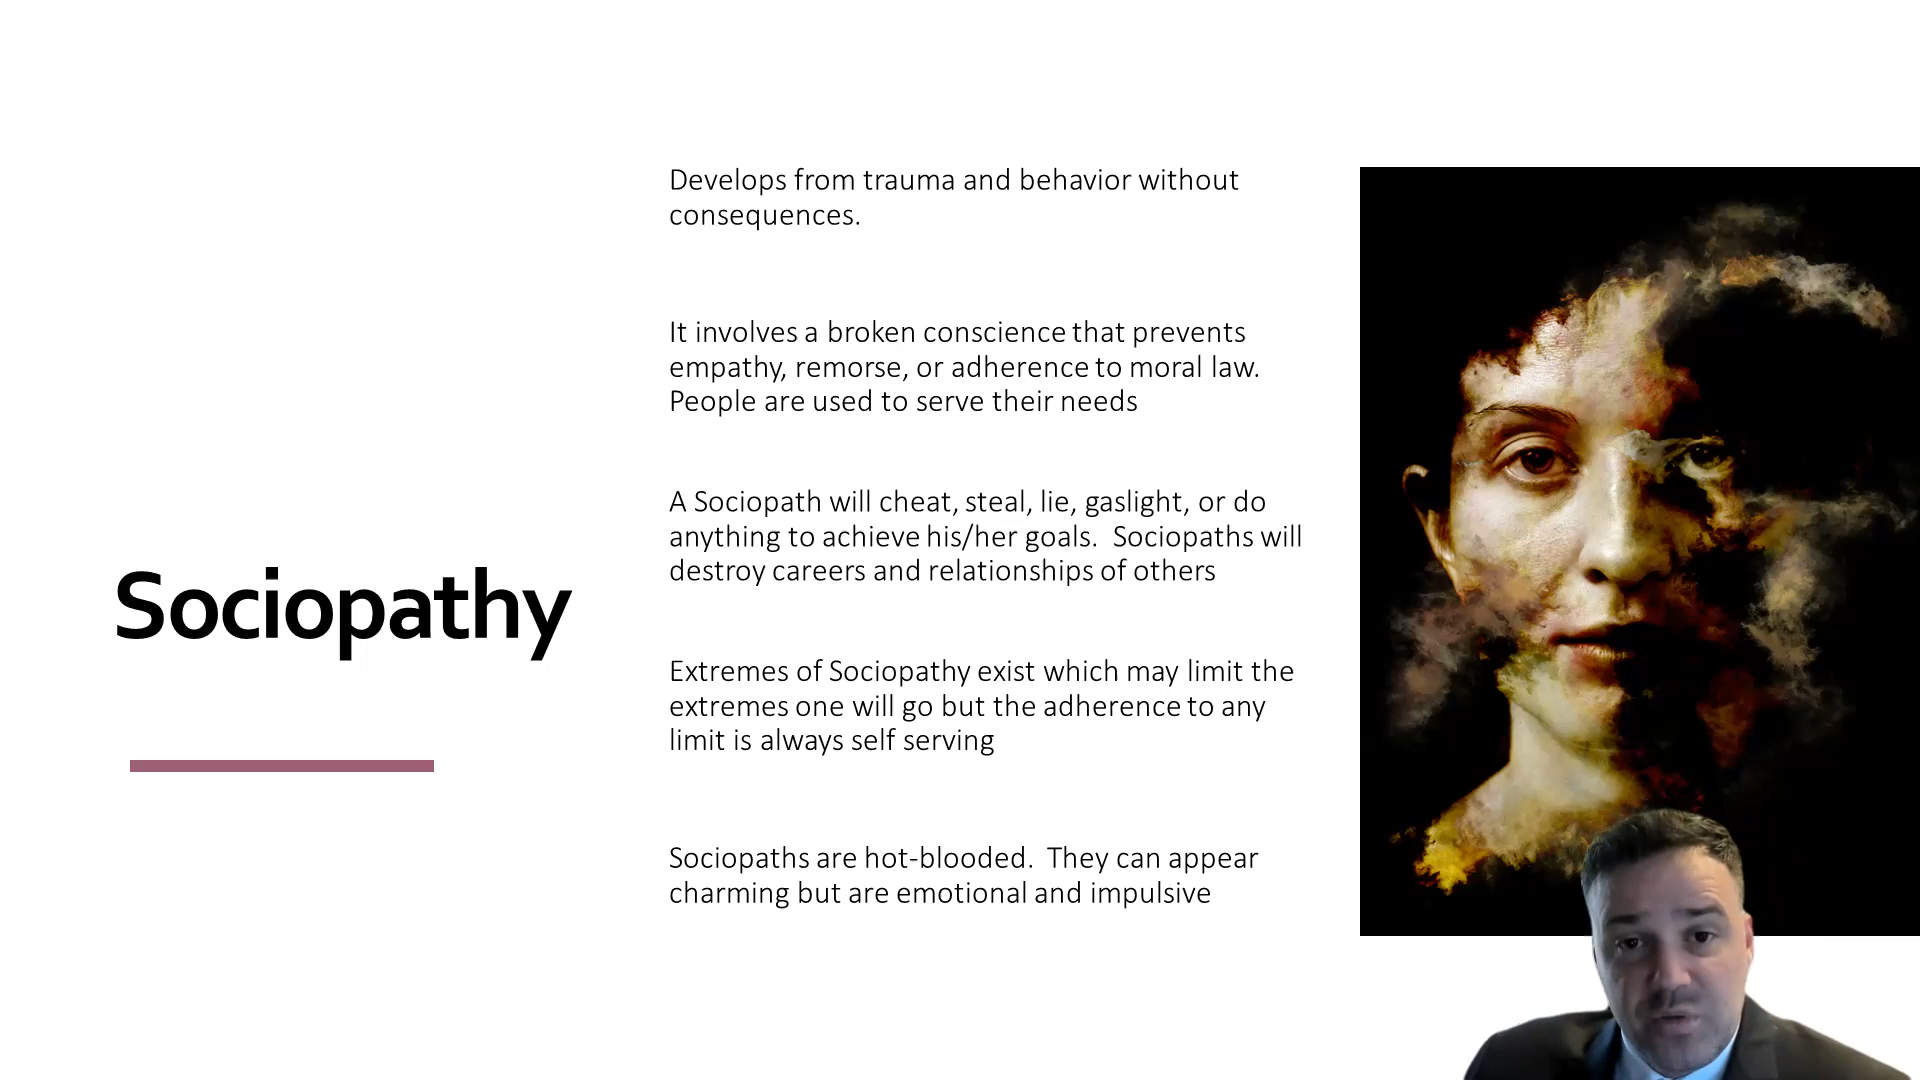 Sociopathy
Develops from trauma and behavior without
consequences.
It involves a broken conscience that prevents
empathy, remorse, or adherence to moral law.
People are used to serve their needs
A Sociopath will cheat, steal, lie, gaslight, or do
anything to achieve his/her goals.  Sociopaths will
destroy careers and relationships of others
Extremes of Sociopathy exist which may limit the
extremes one will go but the adherence to any
limit is always self serving
Sociopaths are hot-blooded.  They can appear
charming but are emotional and impulsive